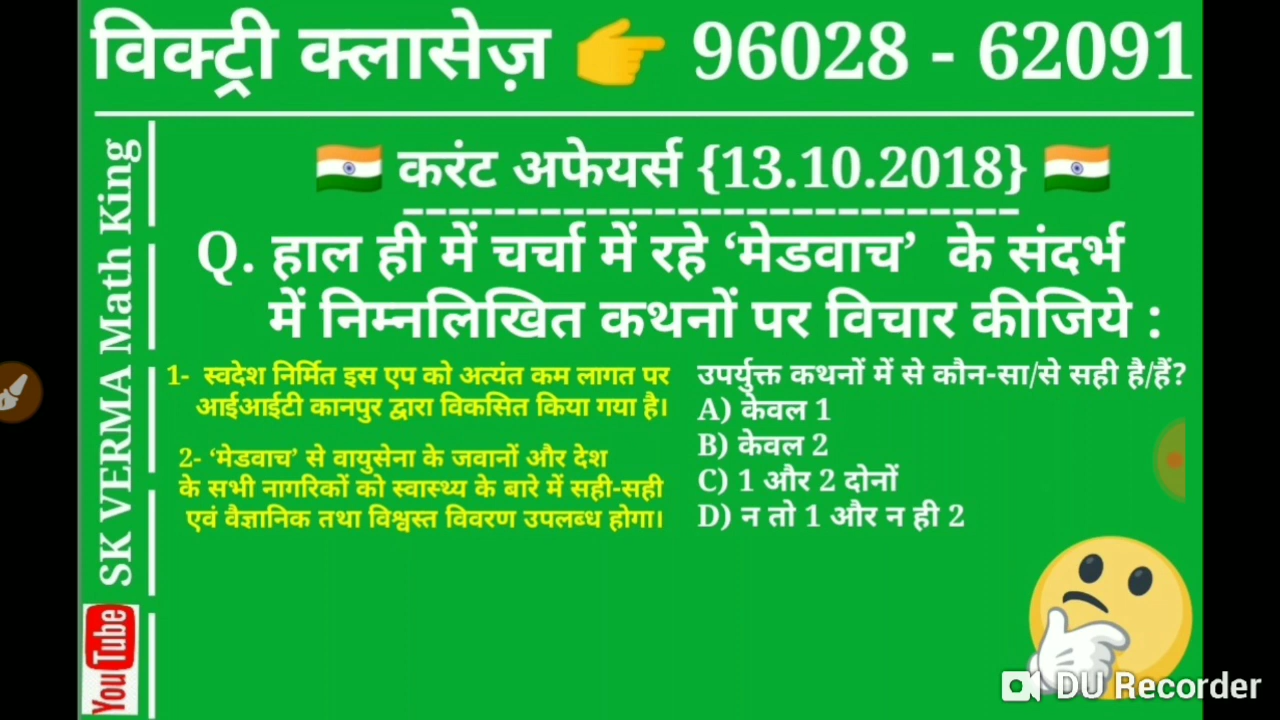 विक्ट्री क्लासेज़ 👉 96028 - 62091
SK VERMA Math King
YouTube
करंट अफेयर्स {13.10.2018}
Q. हाल ही में चर्चा में रहे ‘मेडवाच’ के संदर्भ
में निम्नलिखित कथनों पर विचार कीजिये :
1- स्वदेश निर्मित इस एप को अत्यंत कम लागत पर
आईआईटी कानपुर द्वारा विकसित किया गया है।
2- ‘मेडवाच’ से वायुसेना के जवानों और देश
के सभी नागरिकों को स्वास्थ्य के बारे में सही-सही
एवं वैज्ञानिक तथा विश्वस्त विवरण उपलब्ध होगा।
उपर्युक्त कथनों में से कौन-सा/से सही है/हैं?
A) केवल 1
B) केवल 2
C) 1 और 2 दोनों
D) न तो 1 और न ही 2
DU Recorder